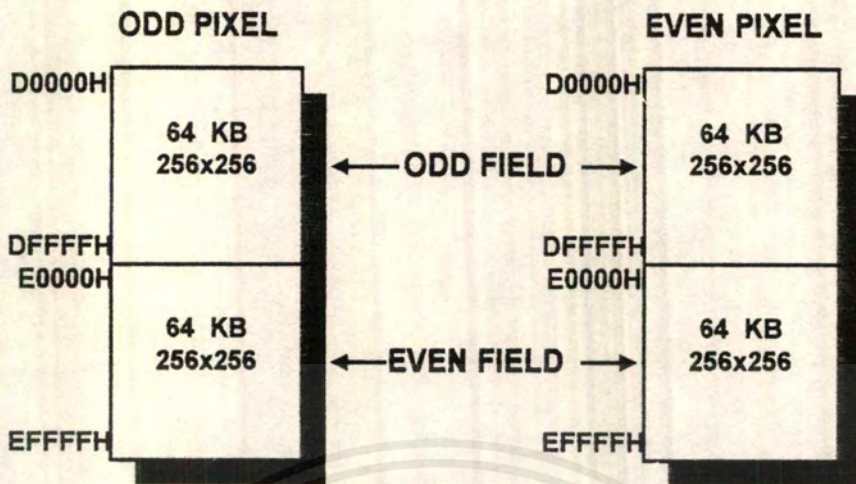 ODD PIXEL EVEN PIXEL
D0000H D0000H
64 KB 64 KB
256x256 ODD FIELD 256x256
DFFFFH DFFFFH
E0000H E0000H
64 KB 64 KB
256x256 EVEN FIELD 256x256
EFFFFH EFFFFH